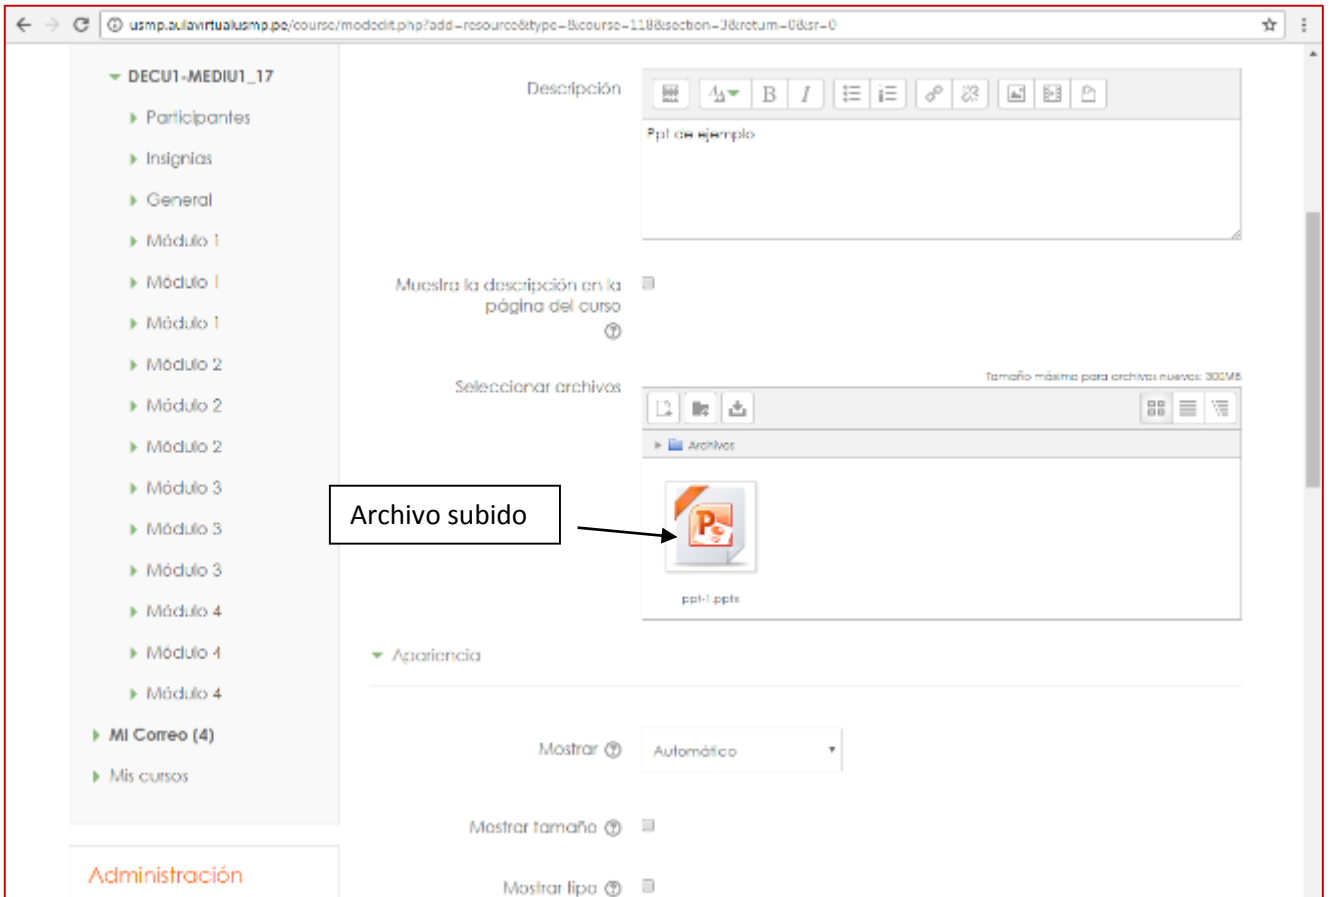 usmp.aulavirtualusmp.pe/course/modedit.php?add=resource&type=&course=118&section=3&return=0&sr=0
DECU1-MEDIU1_17
Participantes
Insignias
General
Módulo 1
Módulo 1
Módulo 1
Módulo 2
Módulo 2
Módulo 2
Módulo 3
Módulo 3
Módulo 3
Módulo 4
Módulo 4
Módulo 4
Mi Correo (4)
Mis cursos
Administración
Descripción
B I
Ppt de ejemplo
Muestra la descripción en la
página del curso
Seleccionar archivos
Tamaño máximo para archivos nuevos: 300MB
Archivos
Archivo subido
ppt-1.pptx
Apariencia
Mostrar
Automático
Mostrar tamaño
Mostrar tipo